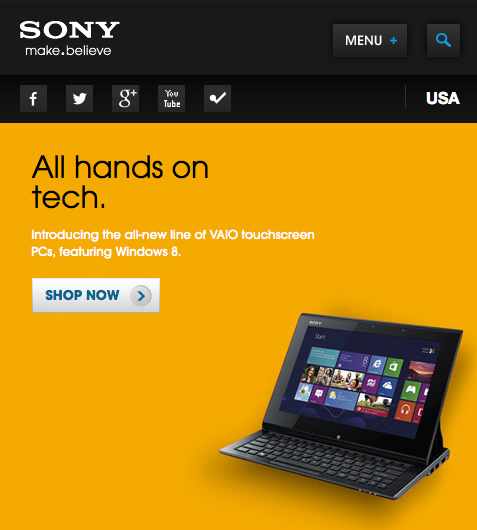 SONY
make.believe
MENU +
f
g+
You
Tube
USA
All hands on
tech.
Introducing the all-new line of VAIO touchscreen
PCs, featuring Windows 8.
SHOP NOW
SONY
Start